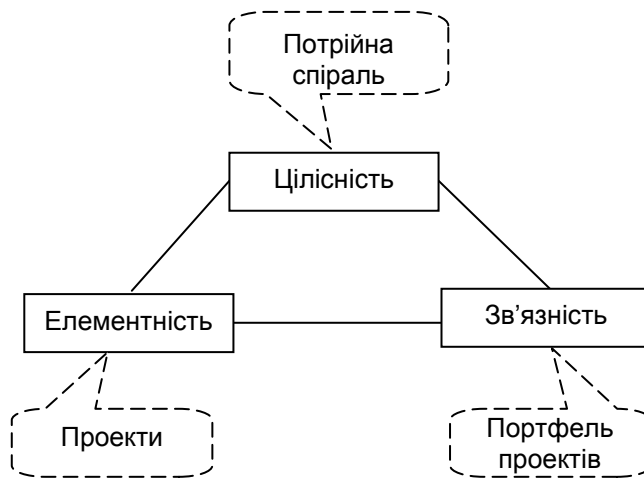 Потрійна
спіраль
Цілісність
Елементність
Зв’язність
Проекти
Портфель
проектів